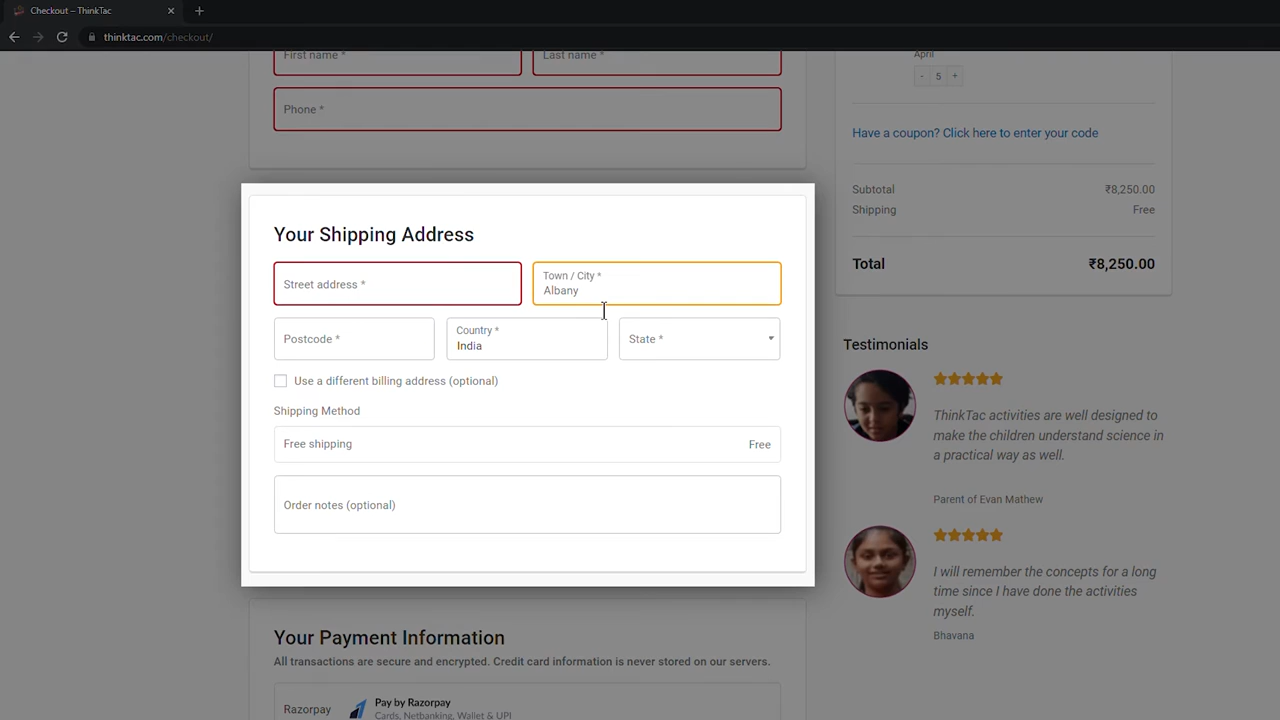 Checkout – ThinkTac
thinktac.com/checkout/
First name *
Last name *
Phone *
Your Shipping Address
Street address *
Town / City *
Albany
Postcode *
Country *
India
State *
Use a different billing address (optional)
Shipping Method
Free shipping
Free
Order notes (optional)
Your Payment Information
All transactions are secure and encrypted. Credit card information is never stored on our servers.
Razorpay
Pay by Razorpay
Cards, Netbanking, Wallet & UPI
April
- 5 +
Have a coupon? Click here to enter your code
Subtotal ₹8,250.00
Shipping Free
Total ₹8,250.00
Testimonials
ThinkTac activities are well designed to
make the children understand science in
a practical way as well.
Parent of Evan Mathew
I will remember the concepts for a long
time since I have done the activities
myself.
Bhavana